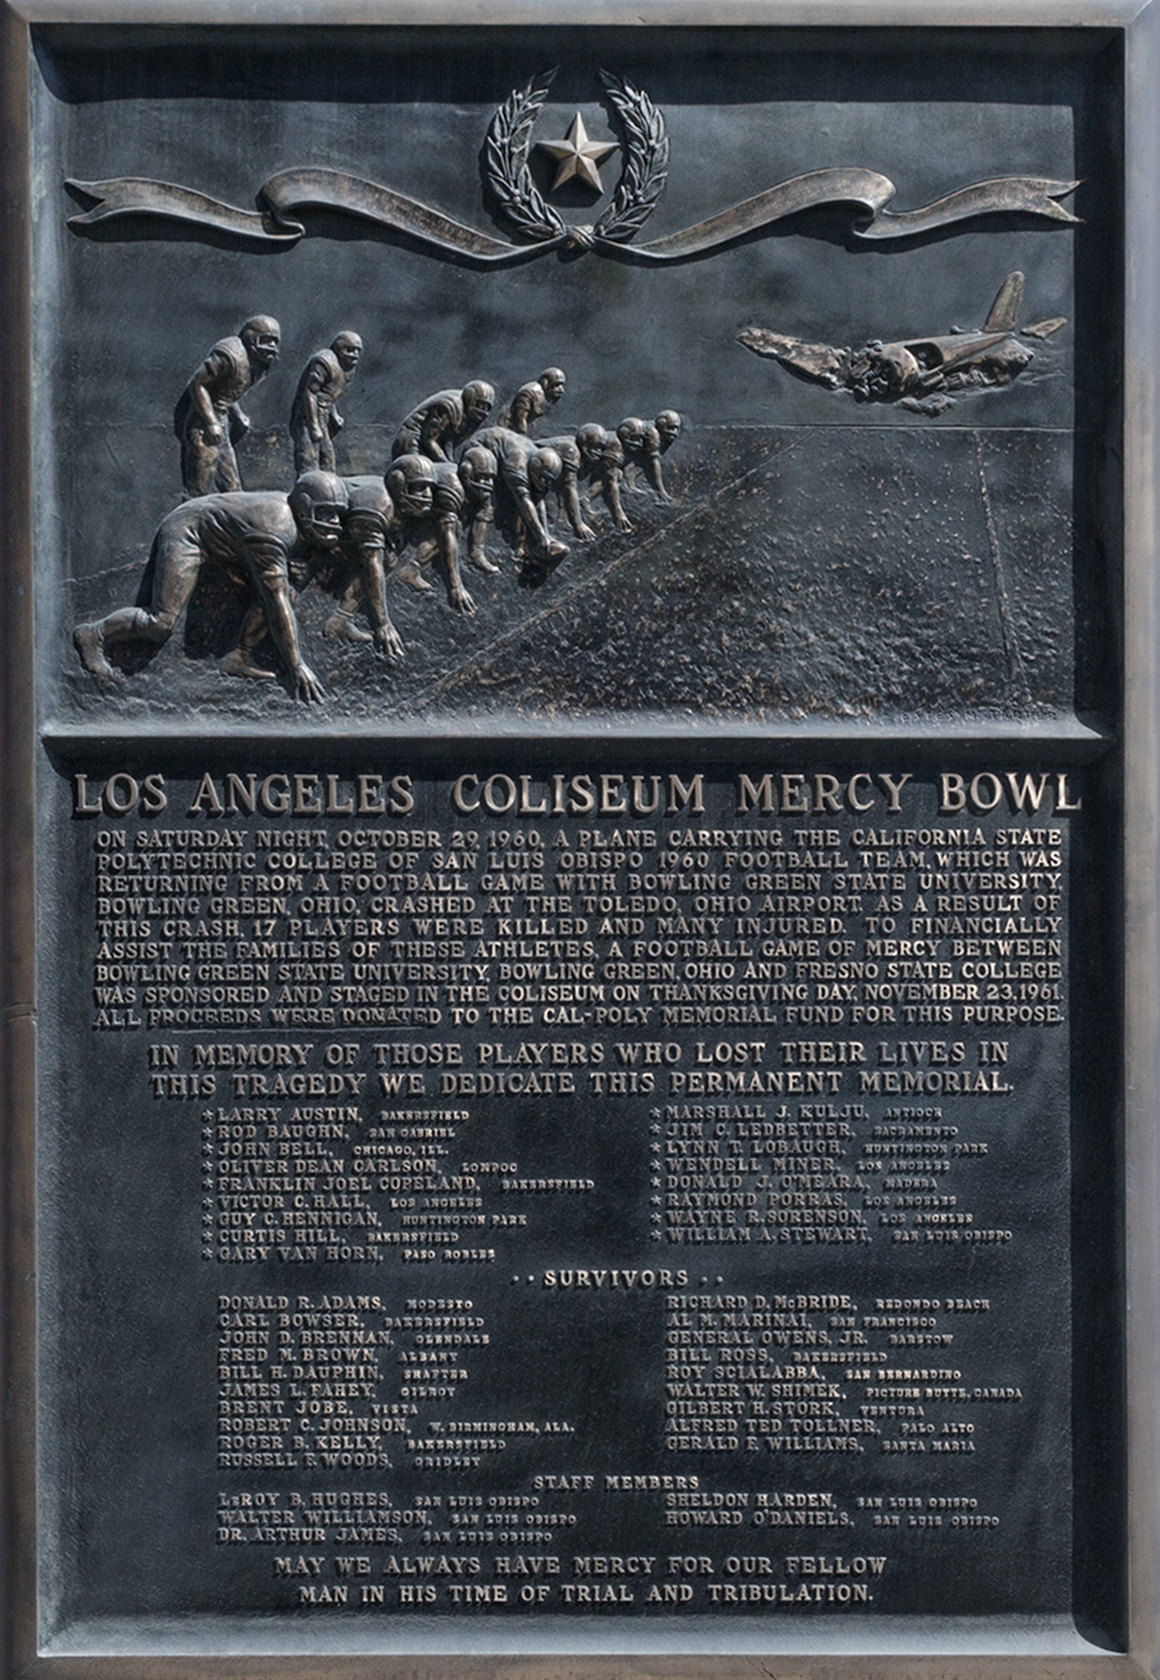 LOS ANGELES COLISEUM MERCY BOWL
ON SATURDAY NIGHT, OCTOBER 29, 1960, A PLANE CARRYING THE CALIFORNIA STATE
POLYTECHNIC COLLEGE OF SAN LUIS OBISPO 1960 FOOTBALL TEAM, WHICH WAS
RETURNING FROM A FOOTBALL GAME WITH BOWLING GREEN STATE UNIVERSITY,
BOWLING GREEN, OHIO, CRASHED AT THE TOLEDO, OHIO AIRPORT. AS A RESULT OF
THIS CRASH, 17 PLAYERS WERE KILLED AND MANY INJURED. TO FINANCIALLY
ASSIST THE FAMILIES OF THESE ATHLETES, A FOOTBALL GAME OF MERCY BETWEEN
BOWLING GREEN STATE UNIVERSITY, BOWLING GREEN, OHIO AND FRESNO STATE COLLEGE
WAS SPONSORED AND STAGED IN THE COLISEUM ON THANKSGIVING DAY, NOVEMBER 23, 1961.
ALL PROCEEDS WERE DONATED TO THE CAL-POLY MEMORIAL FUND FOR THIS PURPOSE.
IN MEMORY OF THOSE PLAYERS WHO LOST THEIR LIVES IN
THIS TRAGEDY WE DEDICATE THIS PERMANENT MEMORIAL.
* LARRY AUSTIN, BAKERSFIELD
* ROD BAUGHN, SAN GABRIEL
* JOHN BELL, CHICAGO, ILL.
* OLIVER DEAN CARLSON, LOMPOC
* FRANKLIN JOEL COPELAND, BAKERSFIELD
* VICTOR C. HALL, LOS ANGELES
* GUY C. HENNIGAN, HUNTINGTON PARK
* CURTIS HILL, BAKERSFIELD
* GARY VAN HORN, PASO ROBLES
* MARSHALL J. KULJU, ANTIOCH
* JIM C. LEDBETTER, SACRAMENTO
* LYNN T. LOBAUGH, HUNTINGTON PARK
* WENDELL MINER, LOS ANGELES
* DONALD J. O'MEARA, MADERA
* RAYMOND PORRAS, LOS ANGELES
* WAYNE R. SORENSON, LOS ANGELES
* WILLIAM A. STEWART, SAN LUIS OBISPO
·· SURVIVORS ··
DONALD R. ADAMS, MODESTO
CARL BOWSER, BAKERSFIELD
JOHN D. BRENNAN, GLENDALE
FRED M. BROWN, ALBANY
BILL H. DAUPHIN, SHAFTER
JAMES L. FAHEY, GILROY
BRENT JOBE, VISTA
ROBERT C. JOHNSON, W. BIRMINGHAM, ALA.
ROGER B. KELLY, BAKERSFIELD
RUSSELL F. WOODS, GRIDLEY
RICHARD D. McBRIDE, REDONDO BEACH
AL M. MARINAI, SAN FRANCISCO
GENERAL OWENS, JR. BARSTOW
BILL ROSS, BAKERSFIELD
ROY SCIALABBA, SAN BERNARDINO
WALTER W. SHIMEK, PICTURE BUTTE, CANADA
GILBERT H. STORK, VENTURA
ALFRED TED TOLLNER, PALO ALTO
GERALD F. WILLIAMS, SANTA MARIA
STAFF MEMBERS
LeROY B. HUGHES, SAN LUIS OBISPO
WALTER WILLIAMSON, SAN LUIS OBISPO
DR. ARTHUR JAMES, SAN LUIS OBISPO
SHELDON HARDEN, SAN LUIS OBISPO
HOWARD O'DANIELS, SAN LUIS OBISPO
MAY WE ALWAYS HAVE MERCY FOR OUR FELLOW
MAN IN HIS TIME OF TRIAL AND TRIBULATION.